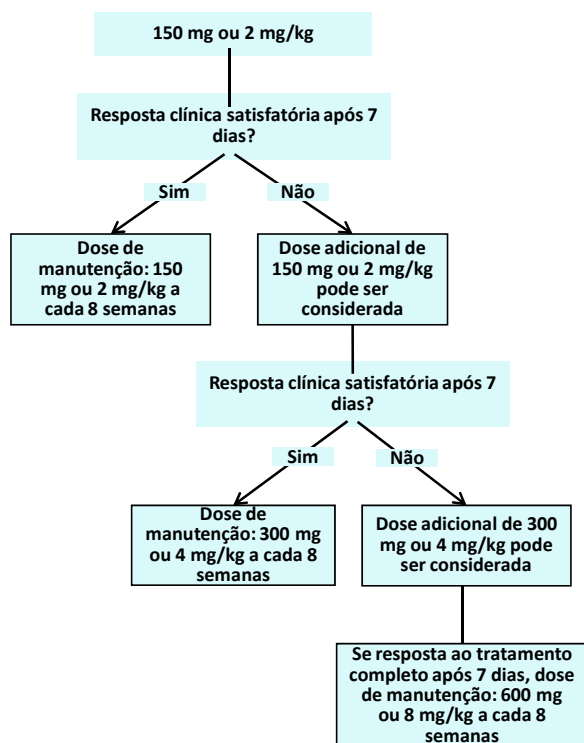 150 mg ou 2 mg/kg
Resposta clínica satisfatória após 7
dias?
Sim
Não
Dose de
manutenção: 150
mg ou 2 mg/kg a
cada 8 semanas
Dose adicional de
150 mg ou 2 mg/kg
pode ser
considerada
Resposta clínica satisfatória após 7
dias?
Sim
Não
Dose de
manutenção: 300 mg
ou 4 mg/kg a cada 8
semanas
Dose adicional de 300
mg ou 4 mg/kg pode
ser considerada
Se resposta ao tratamento
completo após 7 dias, dose
de manutenção: 600 mg
ou 8 mg/kg a cada 8
semanas